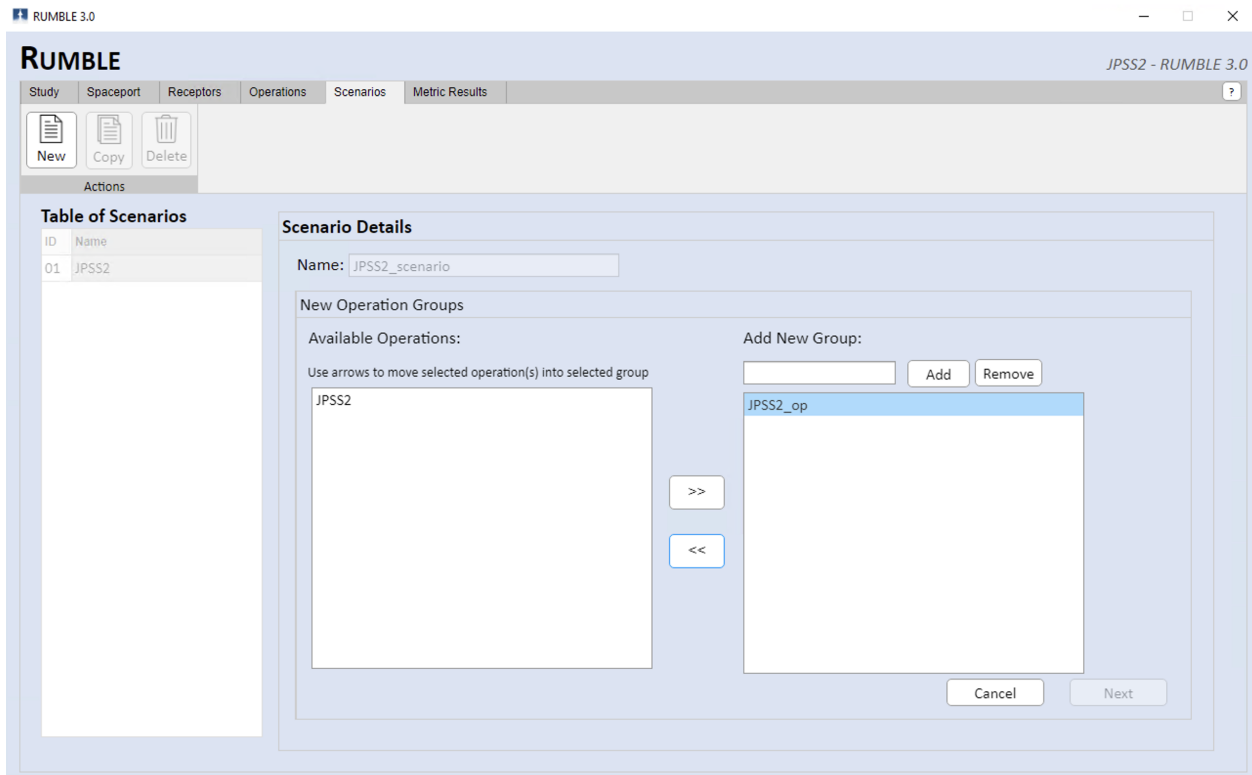 RUMBLE 3.0
RUMBLE
JPSS2 - RUMBLE 3.0
Study Spaceport Receptors Operations Scenarios Metric Results ?
New Copy Delete
Actions
Table of Scenarios
ID Name
01 JPSS2
Scenario Details
Name: JPSS2_scenario
New Operation Groups
Available Operations:
Use arrows to move selected operation(s) into selected group
JPSS2
Add New Group:
Add Remove
JPSS2_op
>>
<<
Cancel Next